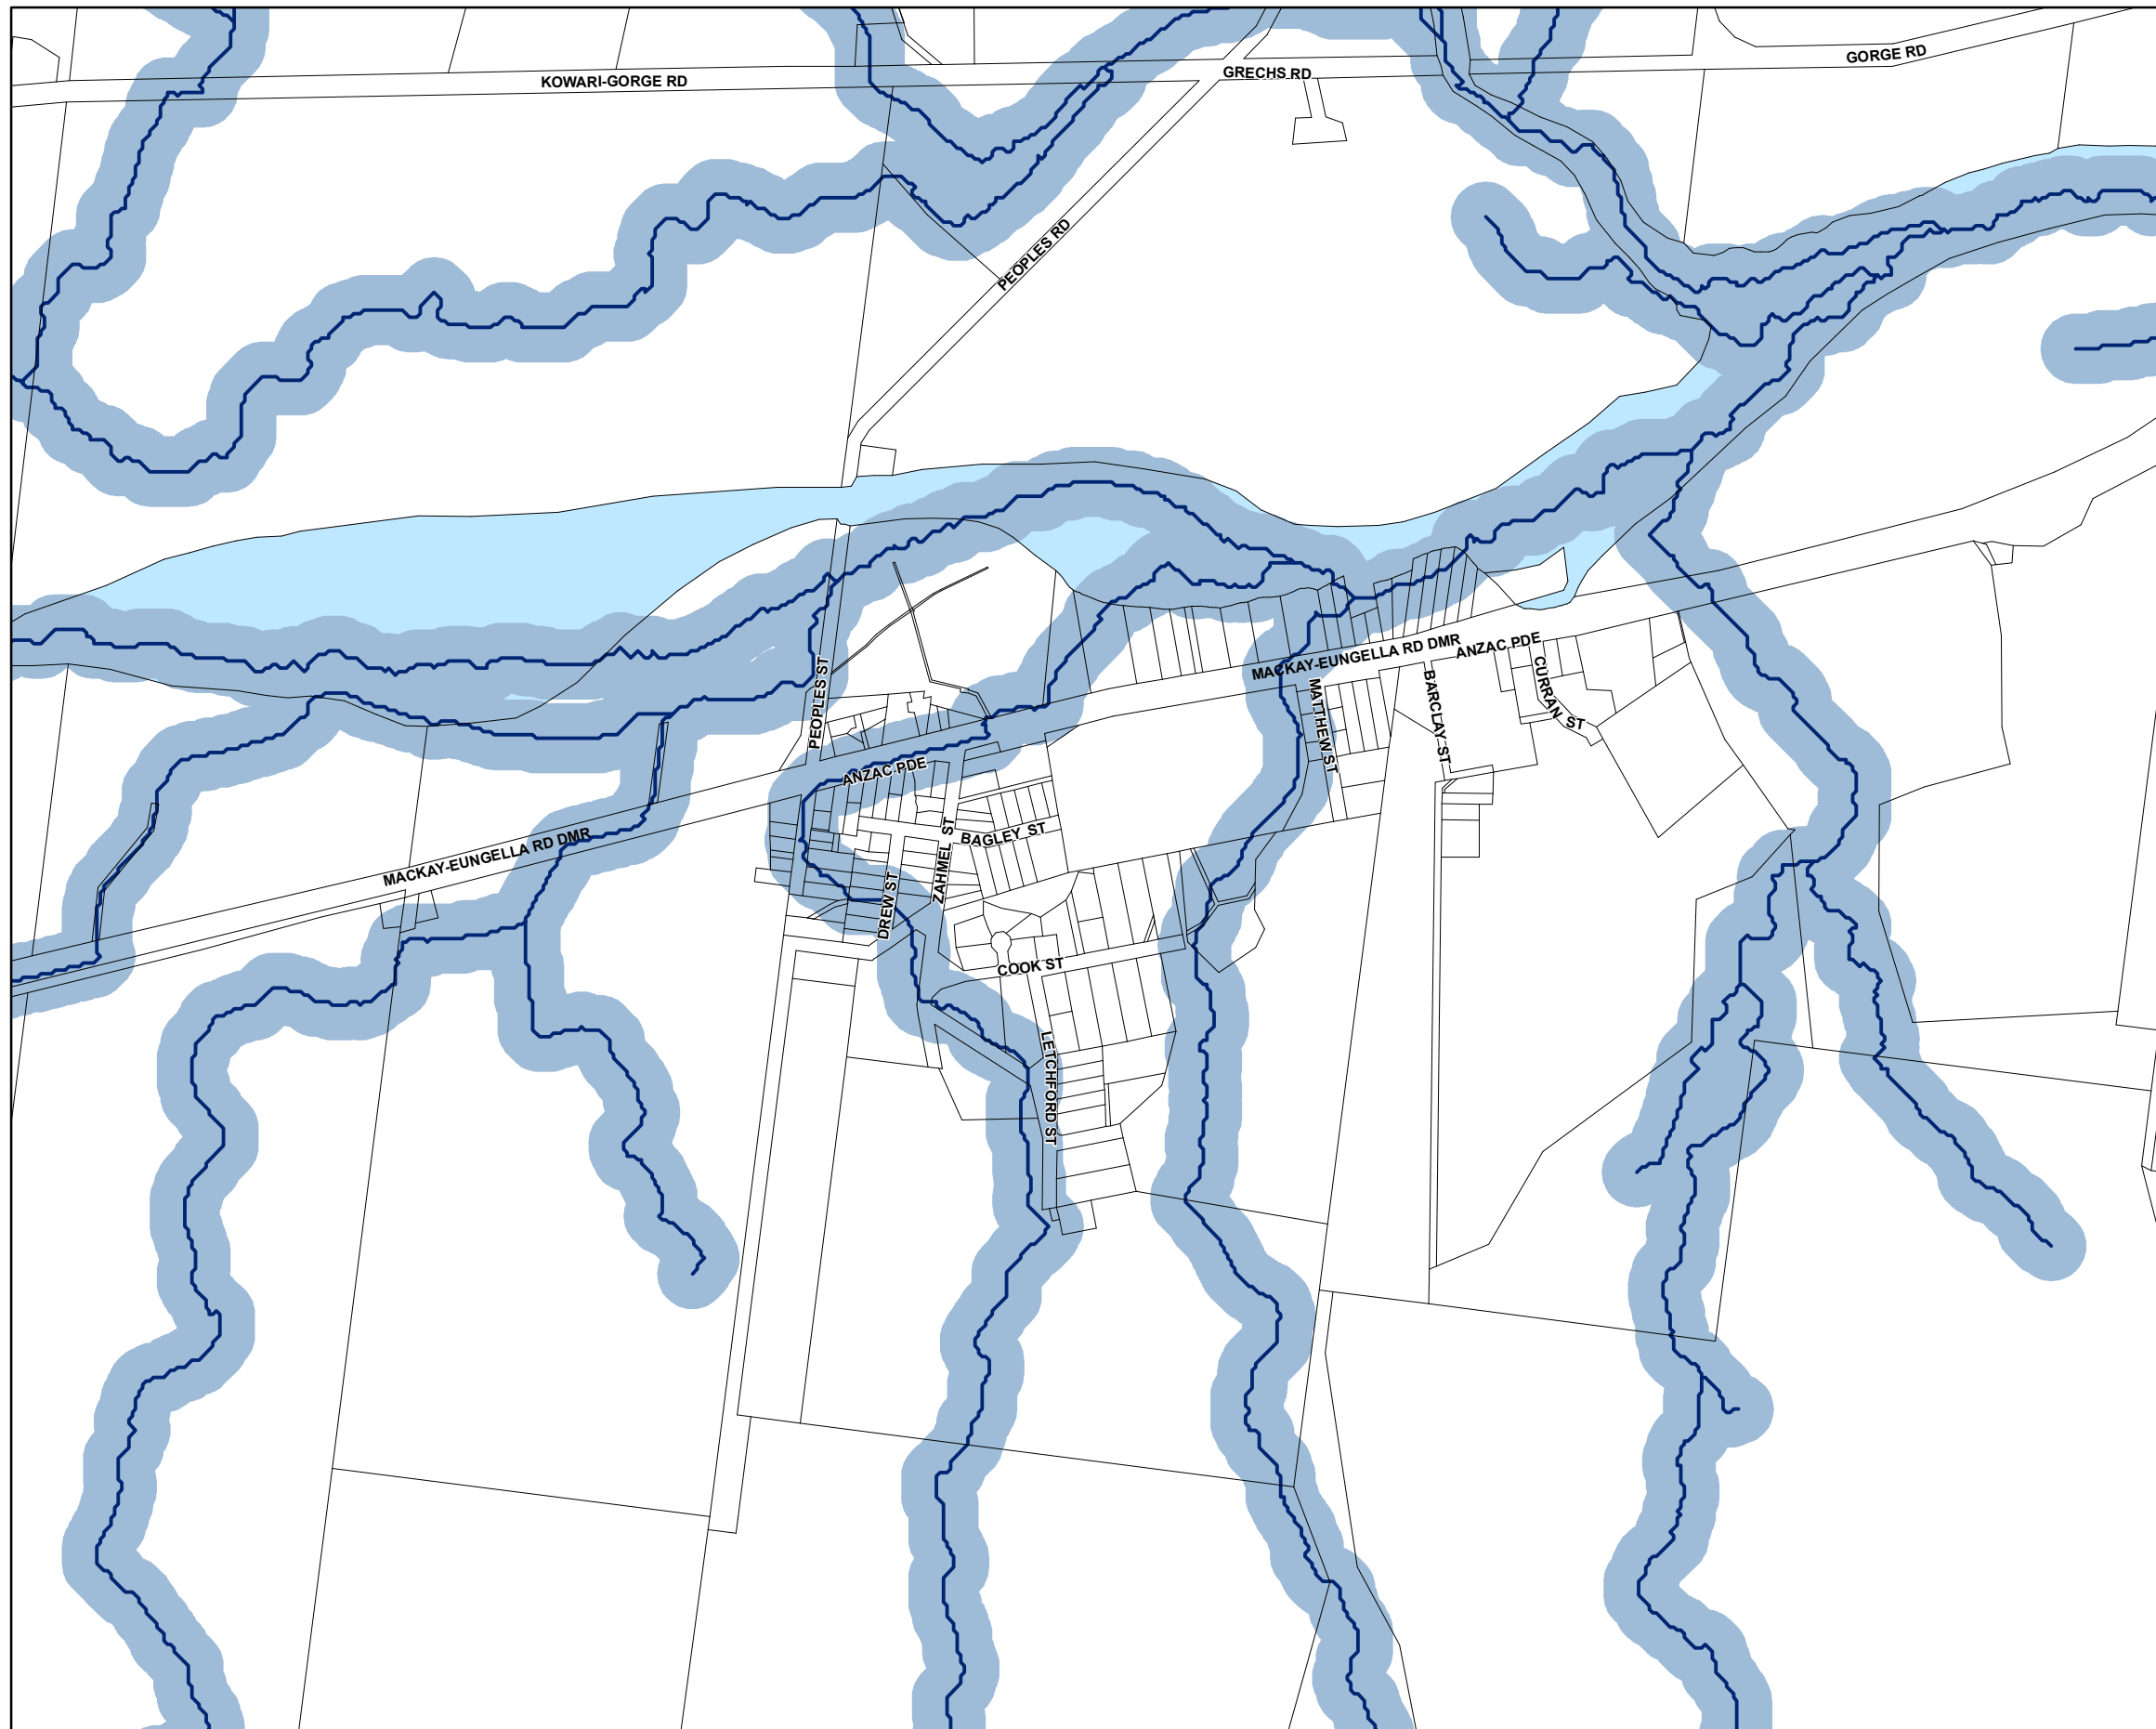 GORGE RD
GRECHS RD
KOWARI-GORGE RD
PEOPLES RD
MACKAY-EUNGELLA RD DMR
ANZAC PDE
CURRAN ST
BARCLAY ST
MATTHEW ST
PEOPLES ST
ANZAC PDE
MACKAY-EUNGELLA RD DMR
BAGLEY ST
ZAHMEL ST
DREW ST
COOK ST
LETCHFORD ST